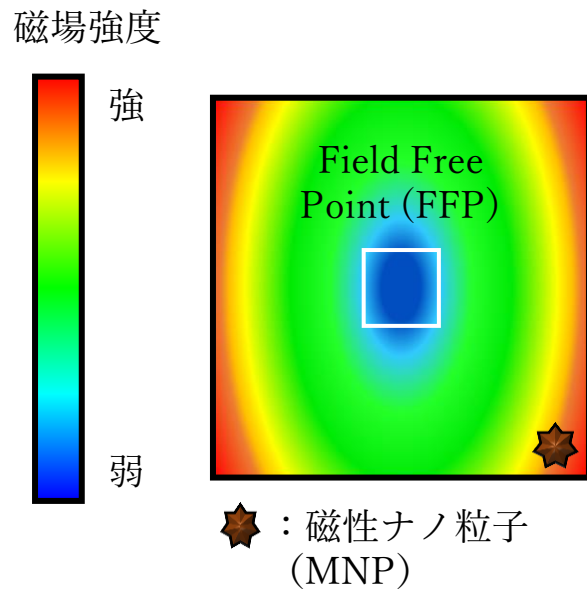 磁場強度
強
弱
Field Free
Point (FFP)
：磁性ナノ粒子
(MNP)